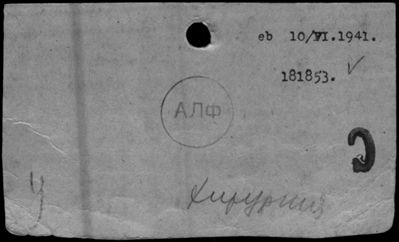 eb 10/VI.1941.
181853. ✓
АЛФ
Хирургия